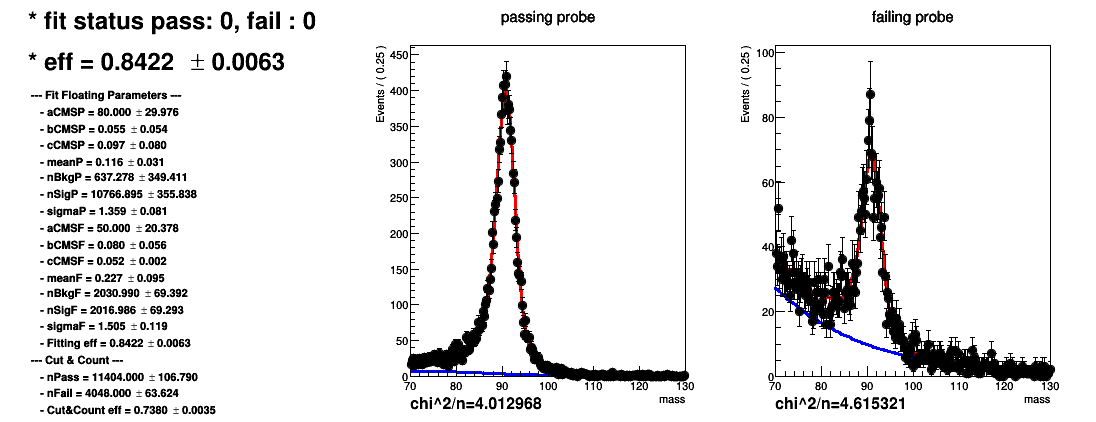 * fit status pass: 0, fail : 0
* eff = 0.8422 ± 0.0063
--- Fit Floating Parameters ---
- aCMSP = 80.000 ± 29.976
- bCMSP = 0.055 ± 0.054
- cCMSP = 0.097 ± 0.080
- meanP = 0.116 ± 0.031
- nBkgP = 637.278 ± 349.411
- nSigP = 10766.895 ± 355.838
- sigmaP = 1.359 ± 0.081
- aCMSF = 50.000 ± 20.378
- bCMSF = 0.080 ± 0.056
- cCMSF = 0.052 ± 0.002
- meanF = 0.227 ± 0.095
- nBkgF = 2030.990 ± 69.392
- nSigF = 2016.986 ± 69.293
- sigmaF = 1.505 ± 0.119
- Fitting eff = 0.8422 ± 0.0063
--- Cut & Count ---
- nPass = 11404.000 ± 106.790
- nFail = 4048.000 ± 63.624
- Cut&Count eff = 0.7380 ± 0.0035
passing probe
Events / ( 0.25 )
450
400
350
300
250
200
150
100
50
0
70 80 90 100 110 120 130
mass
chi^2/n=4.012968
failing probe
Events / ( 0.25 )
100
80
60
40
20
0
70 80 90 100 110 120 130
mass
chi^2/n=4.615321